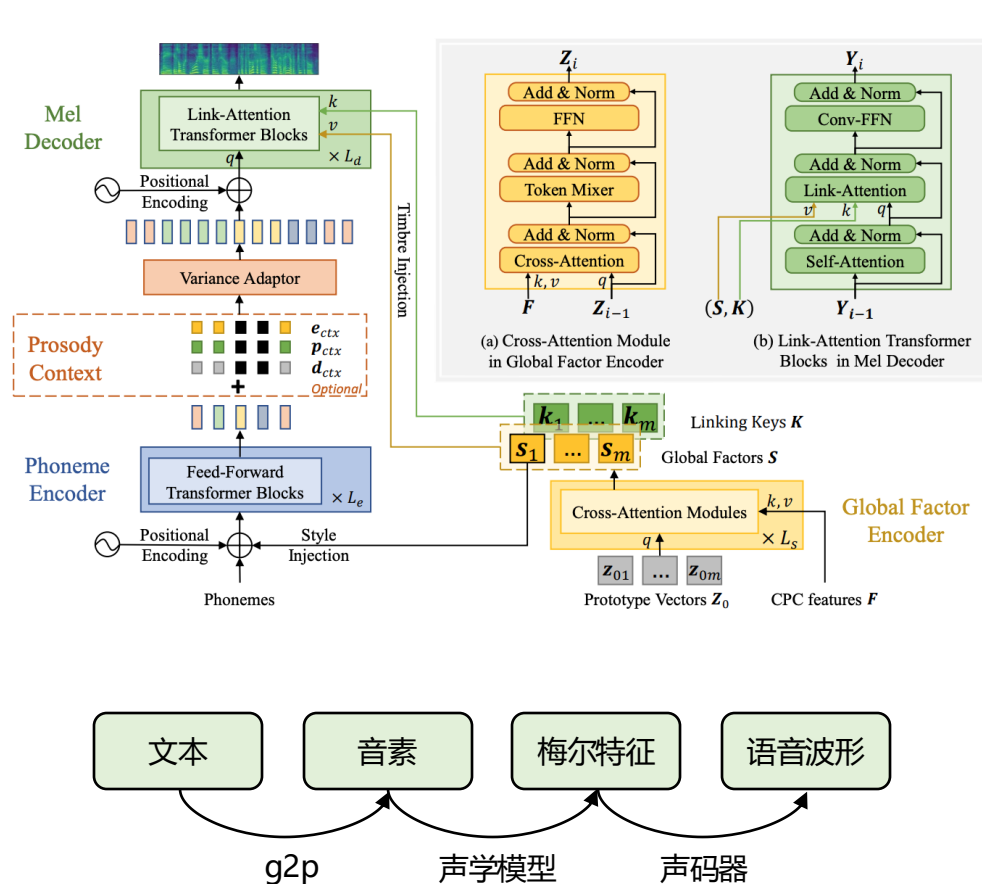 Mel
Decoder
Link-Attention
Transformer Blocks
k
v
q
× L_d
Positional
Encoding
Timbre Injection
Variance Adaptor
Prosody
Context
e_ctx
p_ctx
d_ctx
+
Optional
Phoneme
Encoder
Feed-Forward
Transformer Blocks
× L_e
Positional
Encoding
Style
Injection
Phonemes
Z_i
Add & Norm
FFN
Add & Norm
Token Mixer
Add & Norm
Cross-Attention
k, v
q
F
Z_{i-1}
(a) Cross-Attention Module
in Global Factor Encoder
Y_i
Add & Norm
Conv-FFN
Add & Norm
Link-Attention
v
k
q
Add & Norm
Self-Attention
(S, K)
Y_{i-1}
(b) Link-Attention Transformer
Blocks in Mel Decoder
k_1 ... k_m
Linking Keys K
s_1 ... s_m
Global Factors S
Cross-Attention Modules
k, v
q
× L_s
Global Factor
Encoder
z_01 ... z_0m
Prototype Vectors Z_0
CPC features F
文本
音素
梅尔特征
语音波形
g2p
声学模型
声码器